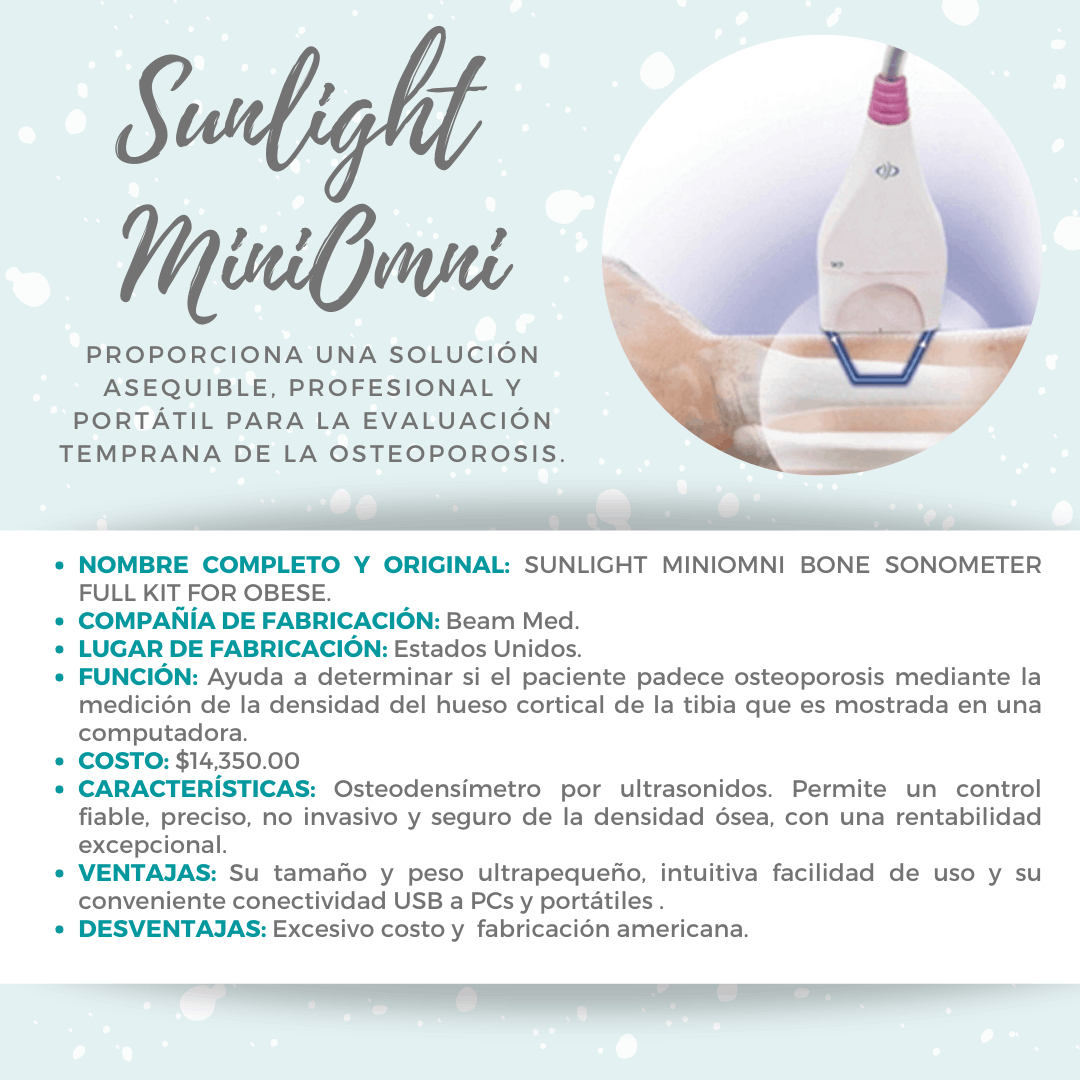 Sunlight
MiniOmni
PROPORCIONA UNA SOLUCIÓN
ASEQUIBLE, PROFESIONAL Y
PORTÁTIL PARA LA EVALUACIÓN
TEMPRANA DE LA OSTEOPOROSIS.
• NOMBRE COMPLETO Y ORIGINAL: SUNLIGHT MINIOMNI BONE SONOMETER
FULL KIT FOR OBESE.
• COMPAÑÍA DE FABRICACIÓN: Beam Med.
• LUGAR DE FABRICACIÓN: Estados Unidos.
• FUNCIÓN: Ayuda a determinar si el paciente padece osteoporosis mediante la
medición de la densidad del hueso cortical de la tibia que es mostrada en una
computadora.
• COSTO: $14,350.00
• CARACTERÍSTICAS: Osteodensímetro por ultrasonidos. Permite un control
fiable, preciso, no invasivo y seguro de la densidad ósea, con una rentabilidad
excepcional.
• VENTAJAS: Su tamaño y peso ultrapequeño, intuitiva facilidad de uso y su
conveniente conectividad USB a PCs y portátiles .
• DESVENTAJAS: Excesivo costo y  fabricación americana.